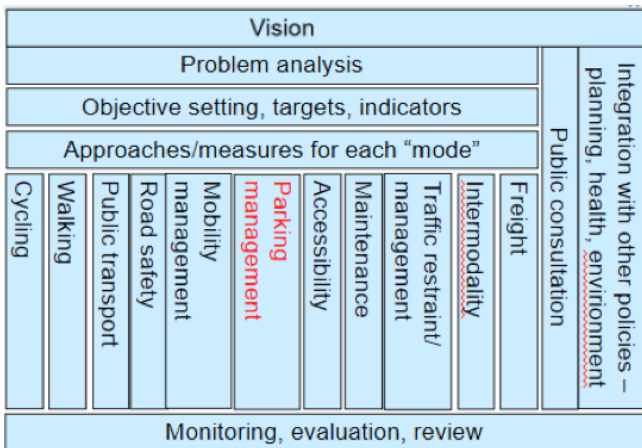 Vision
Problem analysis
Objective setting, targets, indicators
Approaches/measures for each “mode”
Cycling
Walking
Public transport
Road safety
Mobility
management
Parking
management
Accessibility
Maintenance
Traffic restraint/
management
Intermodality
Freight
Public consultation
Integration with other policies –
planning, health, envirionment
Monitoring, evaluation, review